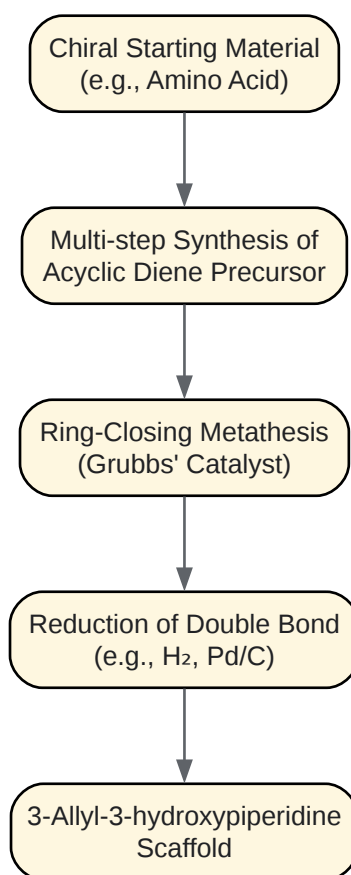 Chiral Starting Material
(e.g., Amino Acid)
Multi-step Synthesis of
Acyclic Diene Precursor
Ring-Closing Metathesis
(Grubbs' Catalyst)
Reduction of Double Bond
(e.g., H₂, Pd/C)
3-Allyl-3-hydroxypiperidine
Scaffold